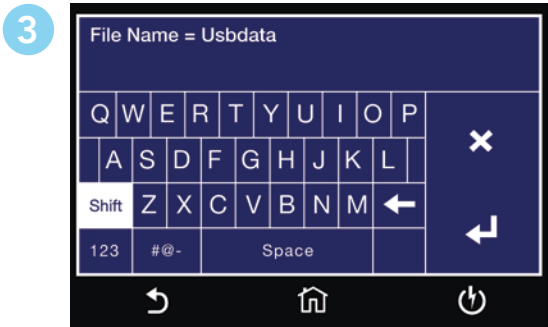 3
File Name = Usbdata
Q W E R T Y U I O P
A S D F G H J K L
Shift Z X C V B N M
123 #@- Space